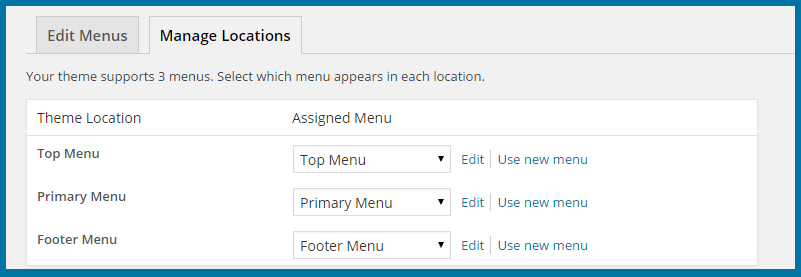 Edit Menus Manage Locations
Your theme supports 3 menus. Select which menu appears in each location.
Theme Location Assigned Menu
Top Menu Top Menu Edit Use new menu
Primary Menu Primary Menu Edit Use new menu
Footer Menu Footer Menu Edit Use new menu